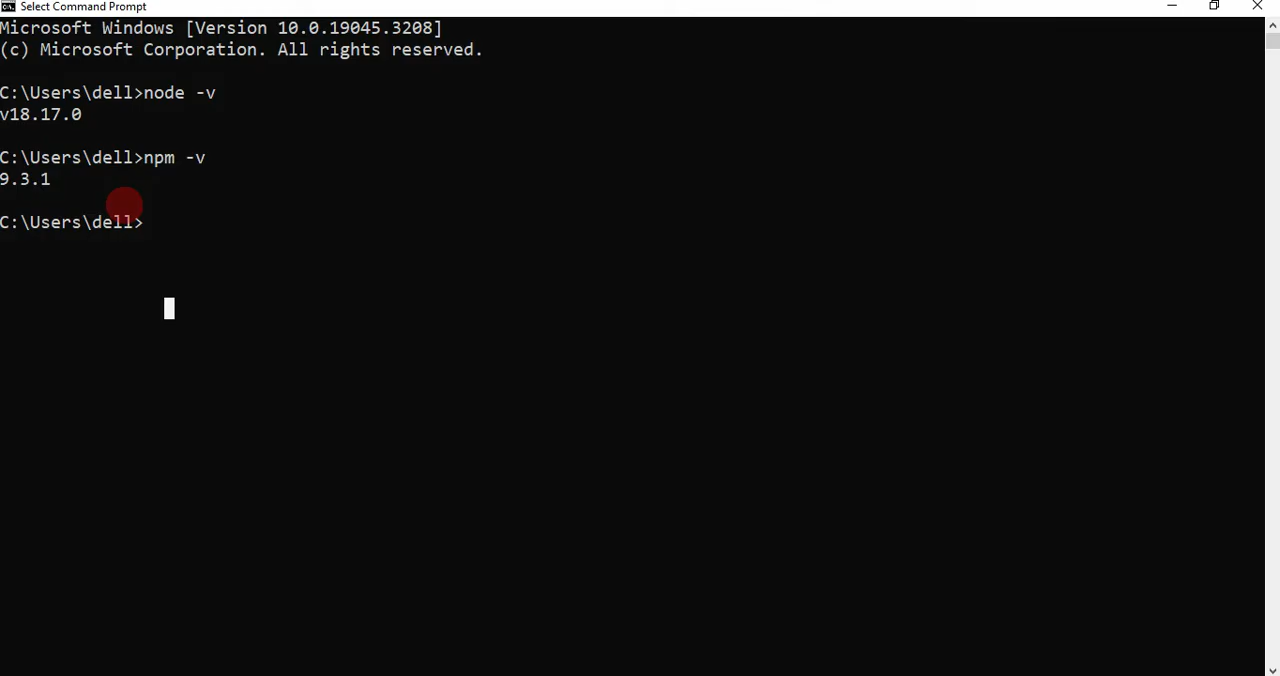 Select Command Prompt
Microsoft Windows [Version 10.0.19045.3208]
(c) Microsoft Corporation. All rights reserved.
C:\Users\dell>node -v
v18.17.0
C:\Users\dell>npm -v
9.3.1
C:\Users\dell>